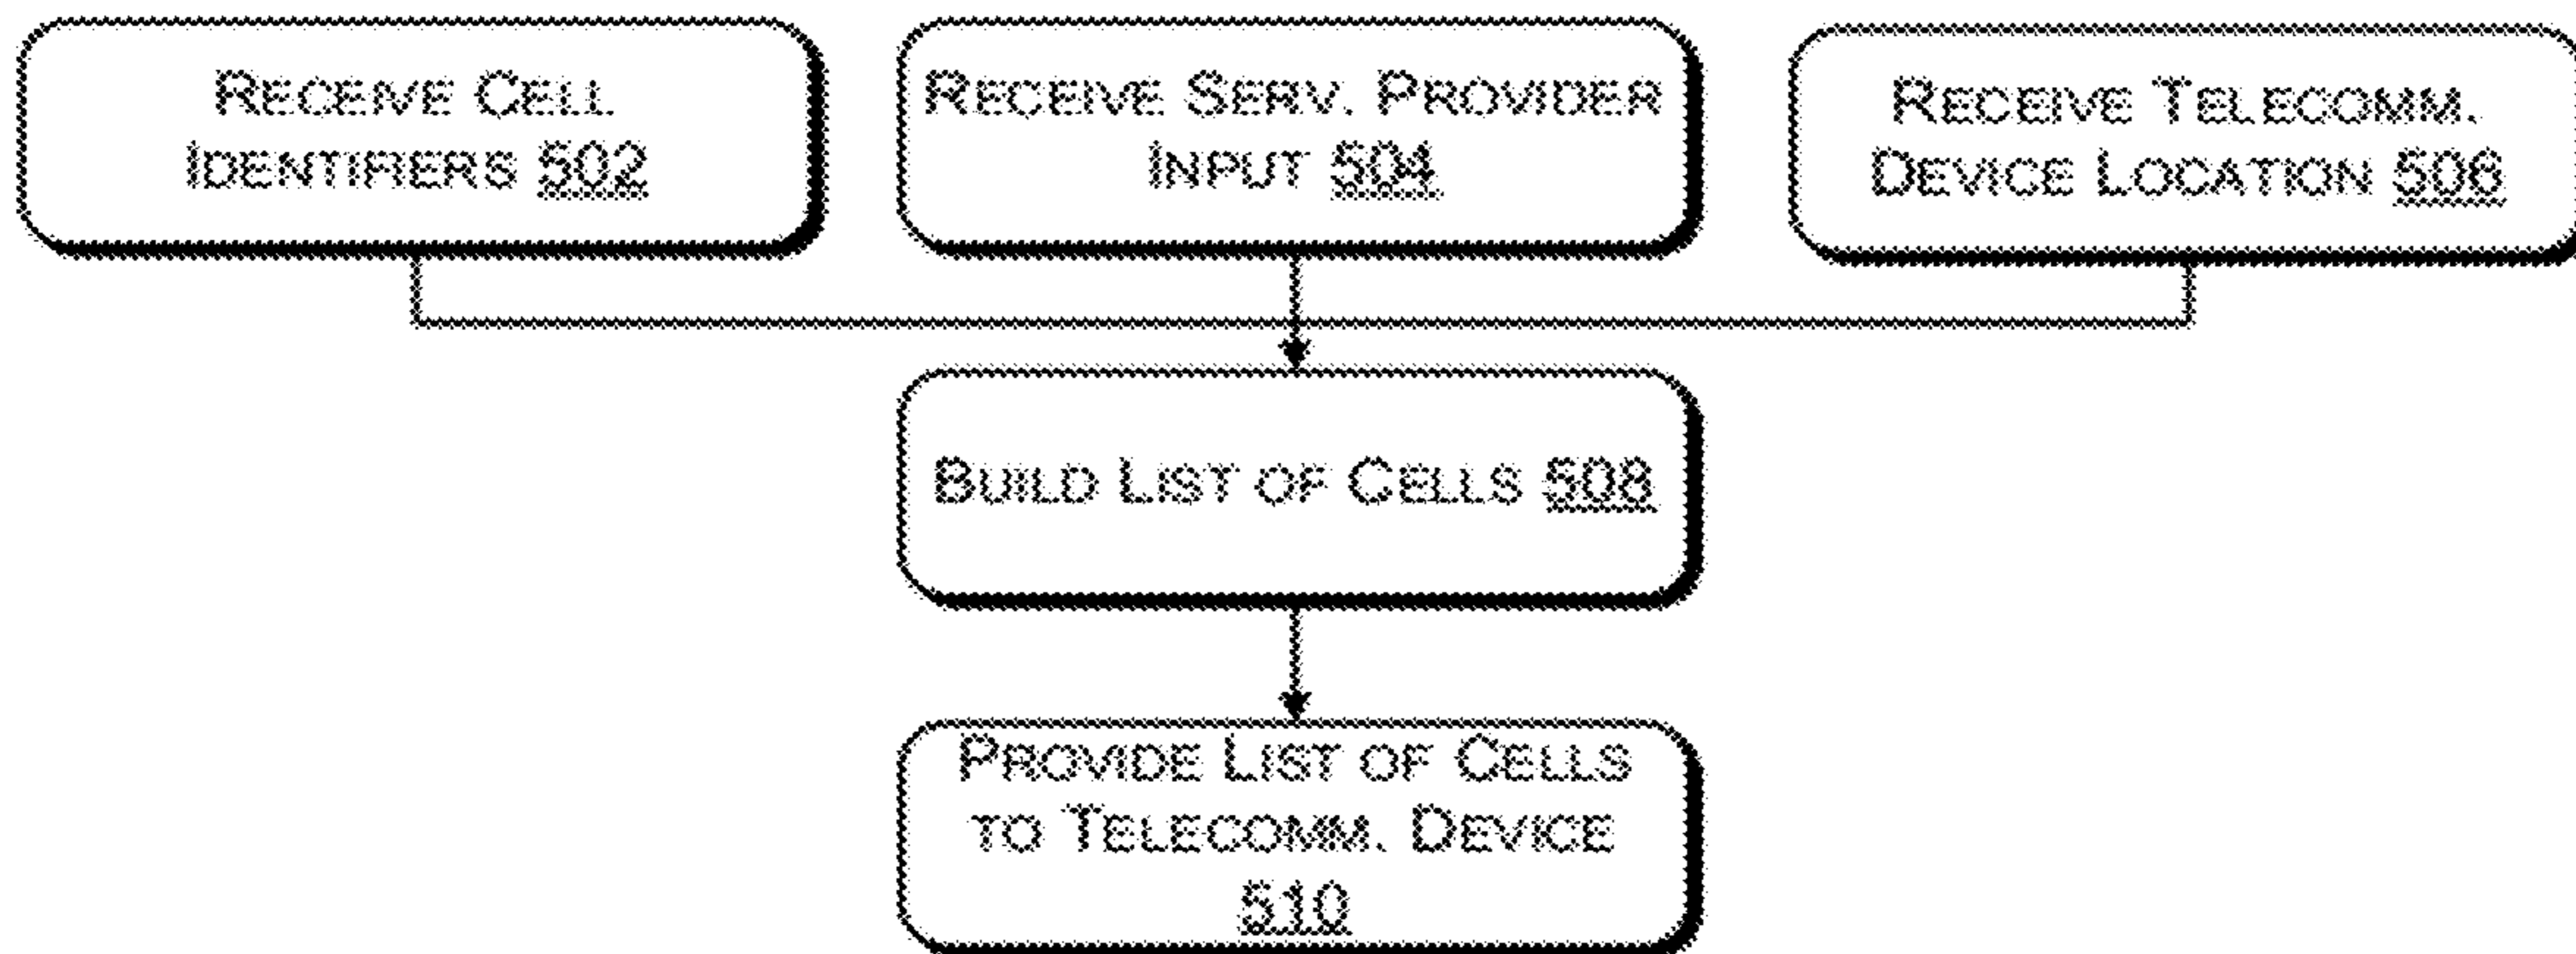 RECEIVE CELL
IDENTIFIERS 502
RECEIVE SERV. PROVIDER
INPUT 504
RECEIVE TELECOMM.
DEVICE LOCATION 506
BUILD LIST OF CELLS 508
PROVIDE LIST OF CELLS
TO TELECOMM. DEVICE
510